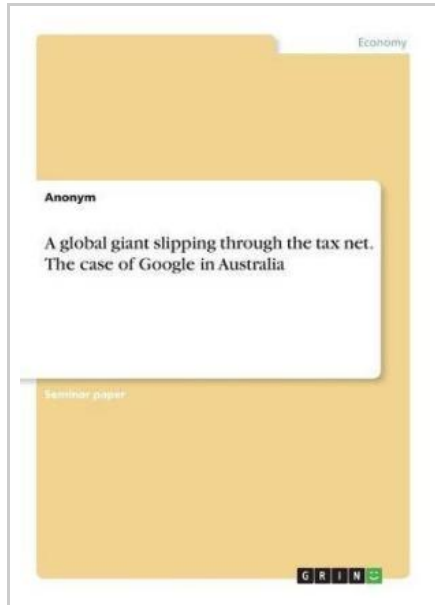 Economy
Anonym
A global giant slipping through the tax net.
The case of Google in Australia
Seminar paper
GRIN